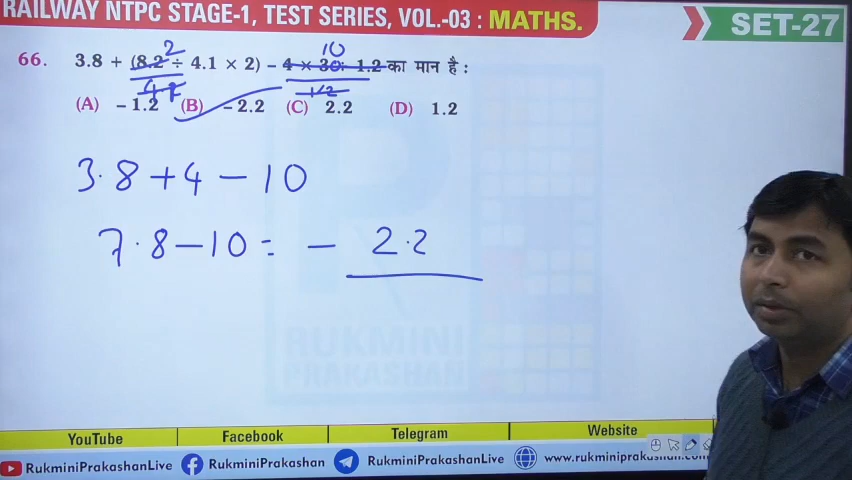 RAILWAY NTPC STAGE-1, TEST SERIES, VOL.-03 : MATHS.
SET-27
66. 3.8 + (8.2 ÷ 4.1 × 2) – 4 × 30 ÷ 1.2 का मान है :
2
10
(A) – 1.2 (B) – 2.2 (C) 2.2 (D) 1.2
3.8 + 4 – 10
7.8 – 10 = – 2.2
RUKMINI
PRAKASHAN
YouTube Facebook Telegram Website
RukminiPrakashanLive RukminiPrakashan RukminiPrakashanLive